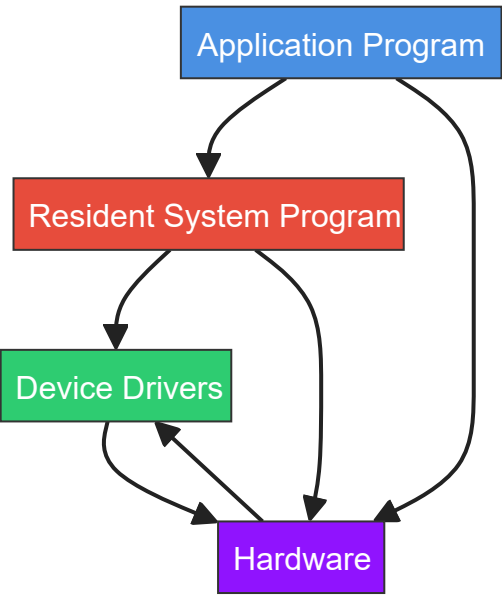 Application Program
Resident System Program
Device Drivers
Hardware